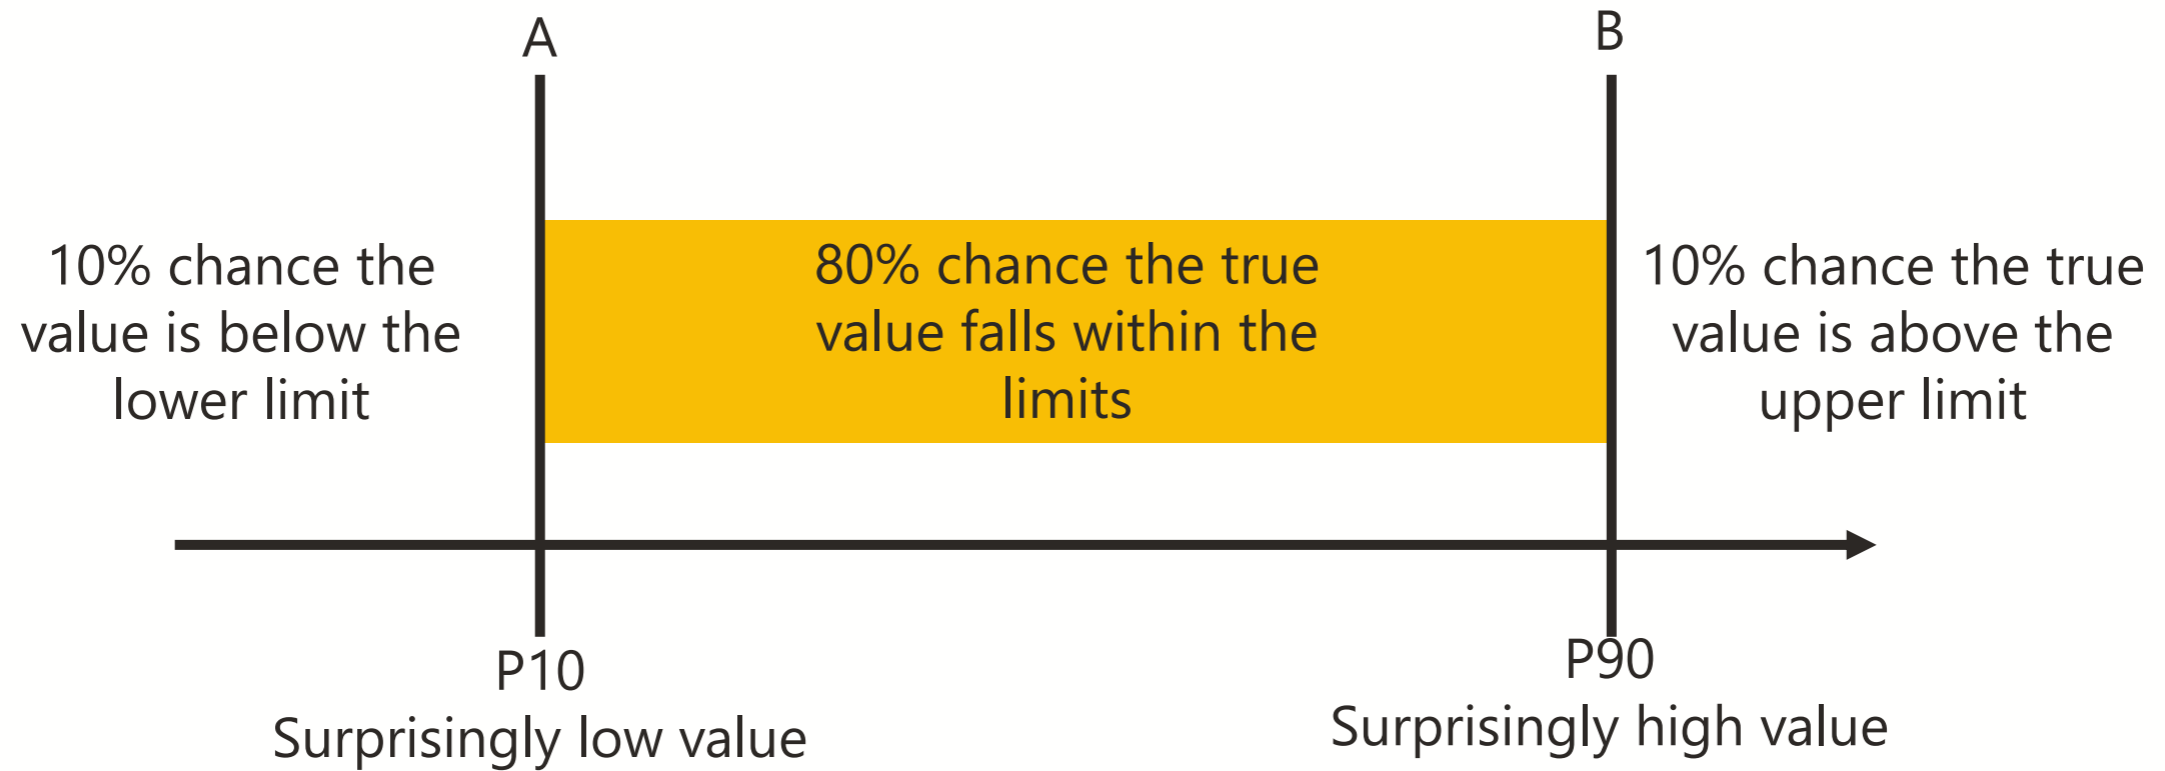 A
B
10% chance the
value is below the
lower limit
80% chance the true
value falls within the
limits
10% chance the true
value is above the
upper limit
P10
Surprisingly low value
P90
Surprisingly high value